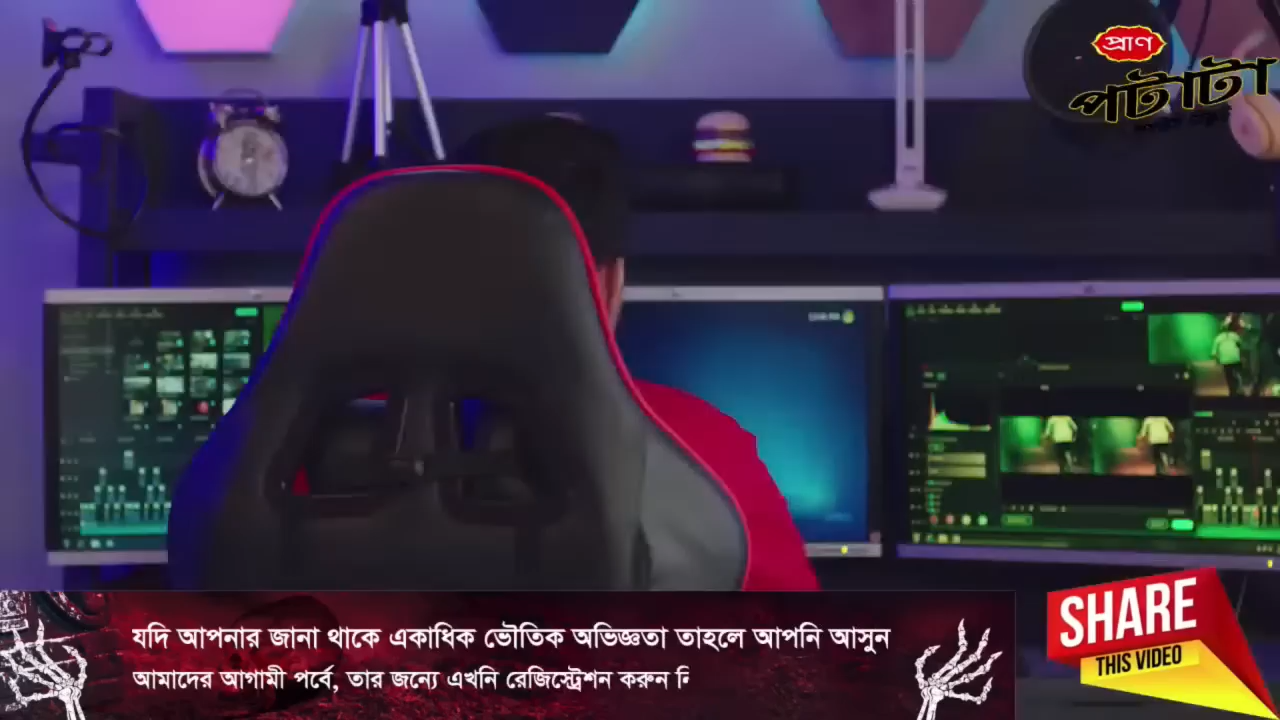 প্রাণ
পটাটা
যদি আপনার জানা থাকে একাধিক ভৌতিক অভিজ্ঞতা তাহলে আপনি আসুন
আমাদের আগামী পর্বে, তার জন্যে এখনি রেজিস্ট্রেশন করুন নি
SHARE
THIS VIDEO